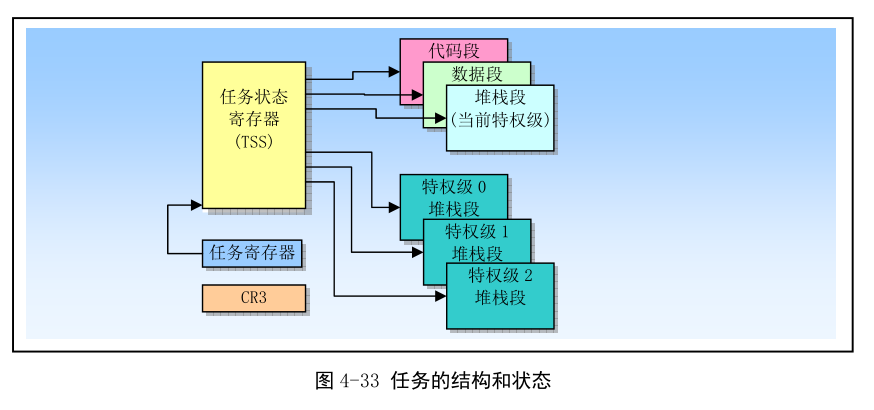 代码段
数据段
堆栈段
(当前特权级)
任务状态
寄存器
(TSS)
特权级 0
堆栈段
特权级 1
堆栈段
特权级 2
堆栈段
任务寄存器
CR3
图 4-33 任务的结构和状态